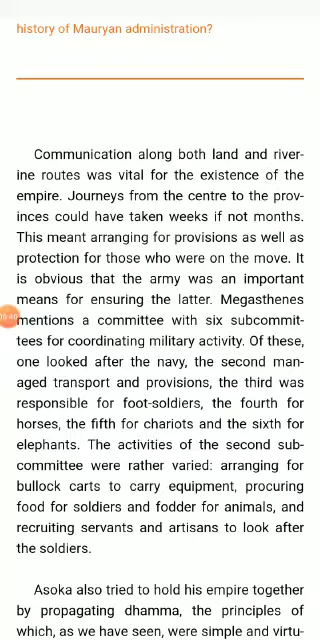 history of Mauryan administration?
Communication along both land and river-
ine routes was vital for the existence of the
empire. Journeys from the centre to the prov-
inces could have taken weeks if not months.
This meant arranging for provisions as well as
protection for those who were on the move. It
is obvious that the army was an important
means for ensuring the latter. Megasthenes
mentions a committee with six subcommit-
tees for coordinating military activity. Of these,
one looked after the navy, the second man-
aged transport and provisions, the third was
responsible for foot-soldiers, the fourth for
horses, the fifth for chariots and the sixth for
elephants. The activities of the second sub-
committee were rather varied: arranging for
bullock carts to carry equipment, procuring
food for soldiers and fodder for animals, and
recruiting servants and artisans to look after
the soldiers.
Asoka also tried to hold his empire together
by propagating dhamma, the principles of
which, as we have seen, were simple and virtu-